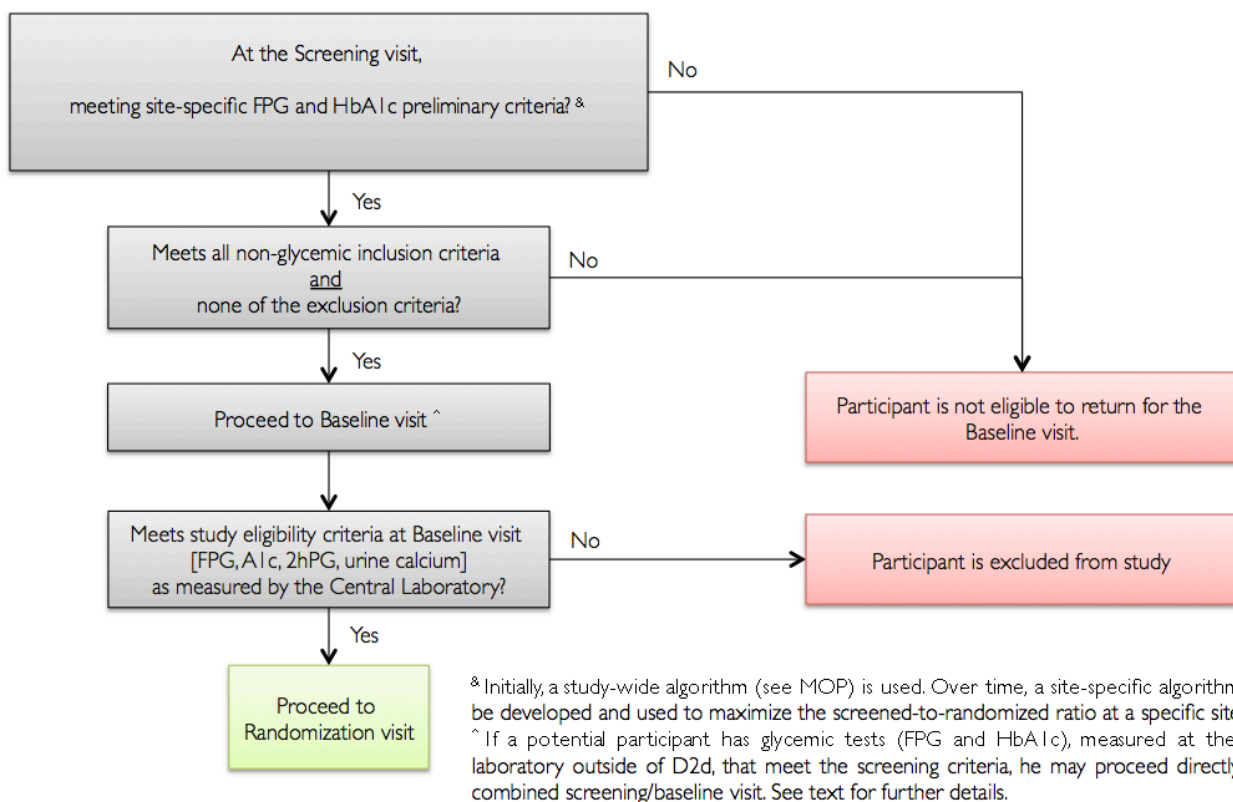 At the Screening visit,
meeting site-specific FPG and HbA1c preliminary criteria? &
No
Yes
Meets all non-glycemic inclusion criteria
and
none of the exclusion criteria?
No
Yes
Proceed to Baseline visit ^
Participant is not eligible to return for the
Baseline visit.
Meets study eligibility criteria at Baseline visit
[FPG, A1c, 2hPG, urine calcium]
as measured by the Central Laboratory?
No
Participant is excluded from study
Yes
Proceed to
Randomization visit
& Initially, a study-wide algorithm (see MOP) is used. Over time, a site-specific algorithm
be developed and used to maximize the screened-to-randomized ratio at a specific site
^ If a potential participant has glycemic tests (FPG and HbA1c), measured at the
laboratory outside of D2d, that meet the screening criteria, he may proceed directly
combined screening/baseline visit. See text for further details.